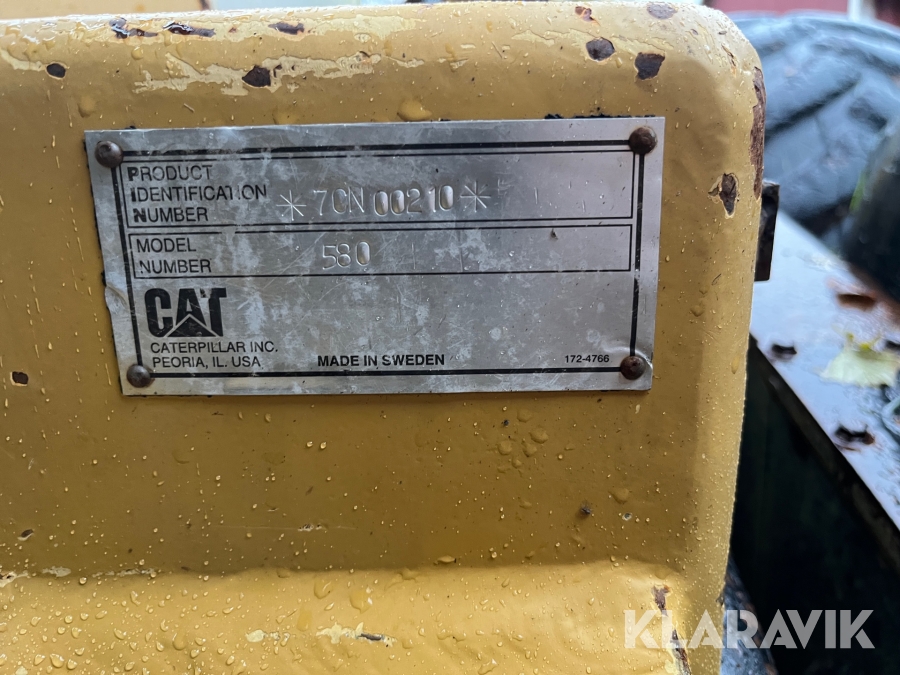 PRODUCT
IDENTIFICATION
NUMBER
*7CN00210*
MODEL
NUMBER
580
CAT
CATERPILLAR INC.
PEORIA, IL. USA
MADE IN SWEDEN
172-4766
KLARAVIK